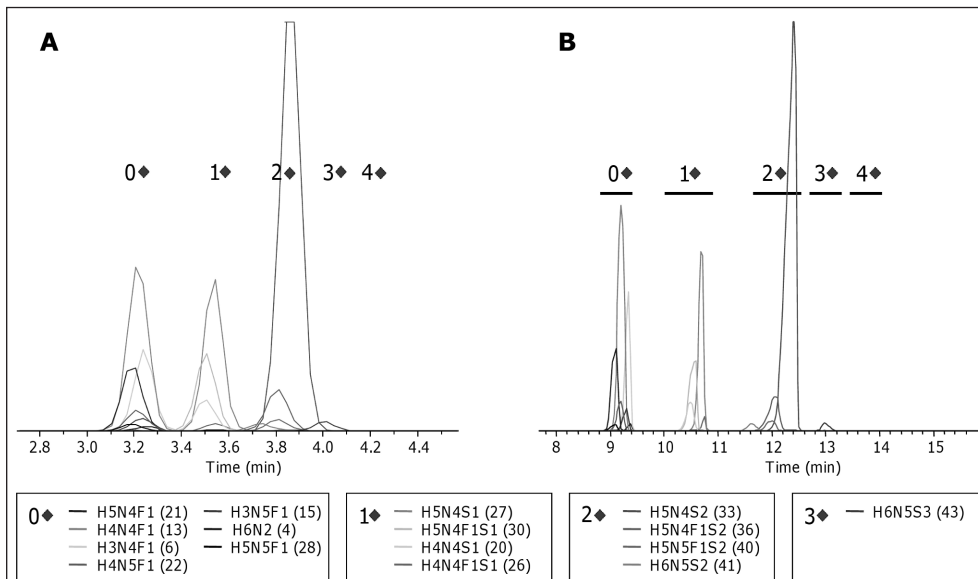 A
B
0◆ 1◆ 2◆ 3◆ 4◆
0◆ 1◆ 2◆ 3◆ 4◆
2.8 3.0 3.2 3.4 3.6 3.8 4.0 4.2 4.4
Time (min)
8 9 10 11 12 13 14 15
Time (min)
0◆
H5N4F1 (21) H3N5F1 (15)
H4N4F1 (13) H6N2 (4)
H3N4F1 (6) H5N5F1 (28)
H4N5F1 (22)
1◆
H5N4S1 (27)
H5N4F1S1 (30)
H4N4S1 (20)
H4N4F1S1 (26)
2◆
H5N4S2 (33)
H5N4F1S2 (36)
H5N5F1S2 (40)
H6N5S2 (41)
3◆
H6N5S3 (43)